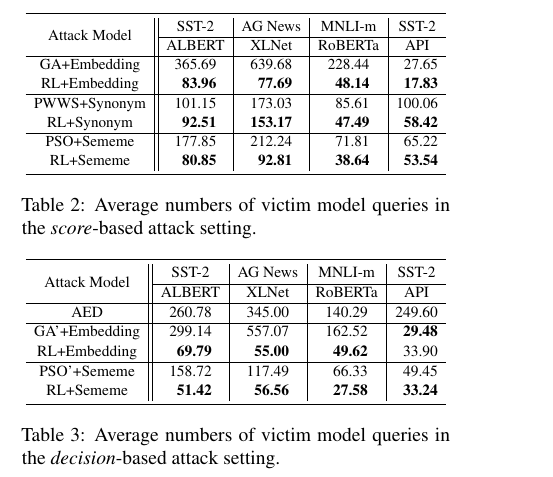 Attack Model SST-2 AG News MNLI-m SST-2
ALBERT XLNet RoBERTa API
GA+Embedding 365.69 639.68 228.44 27.65
RL+Embedding 83.96 77.69 48.14 17.83
PWWS+Synonym 101.15 173.03 85.61 100.06
RL+Synonym 92.51 153.17 47.49 58.42
PSO+Sememe 177.85 212.24 71.81 65.22
RL+Sememe 80.85 92.81 38.64 53.54
Table 2: Average numbers of victim model queries in
the score-based attack setting.
Attack Model SST-2 AG News MNLI-m SST-2
ALBERT XLNet RoBERTa API
AED 260.78 345.00 140.29 249.60
GA'+Embedding 299.14 557.07 162.52 29.48
RL+Embedding 69.79 55.00 49.62 33.90
PSO'+Sememe 158.72 117.49 66.33 49.45
RL+Sememe 51.42 56.56 27.58 33.24
Table 3: Average numbers of victim model queries in
the decision-based attack setting.